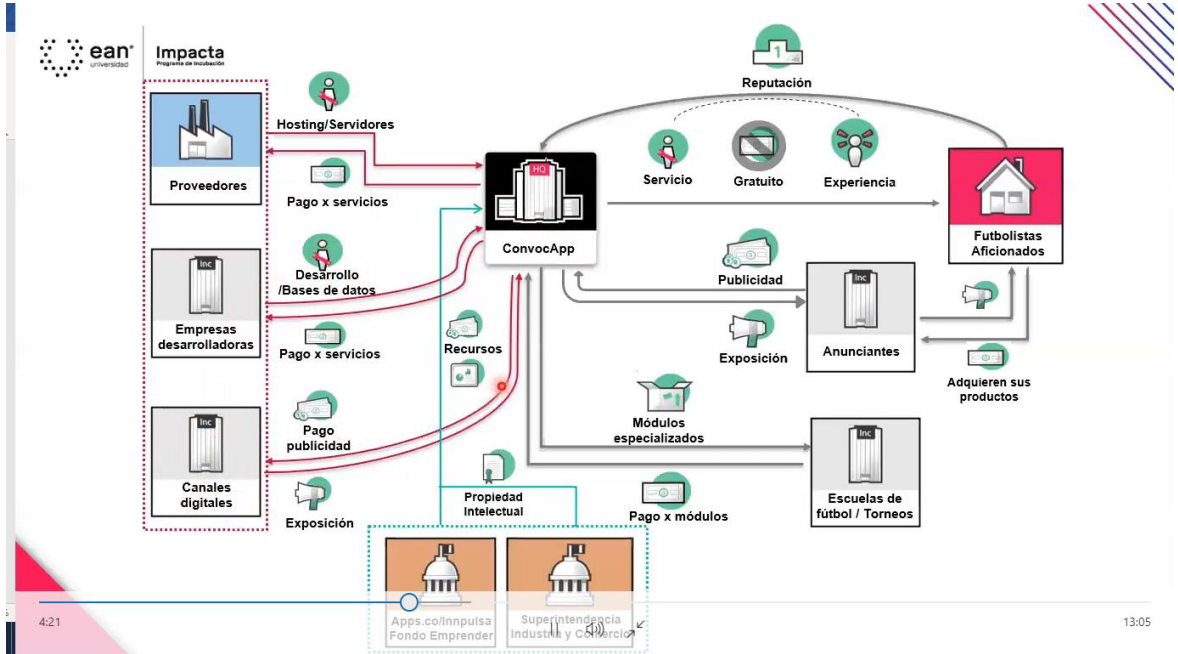 ean®
universidad
Impacta
Programa de Incubación
1
Reputación
Hosting/Servidores
Proveedores
Pago x servicios
HQ
ConvocApp
Servicio
Gratuito
Experiencia
Futbolistas
Aficionados
Inc
Desarrollo
/Bases de datos
Empresas
desarrolladoras
Pago x servicios
Recursos
Publicidad
Exposición
Inc
Anunciantes
Adquieren sus
productos
Módulos
especializados
Pago
publicidad
Inc
Canales
digitales
Exposición
Propiedad
Intelectual
Pago x módulos
Inc
Escuelas de
fútbol / Torneos
Apps.co/Innpulsa
Fondo Emprender
Superintendencia
Industria y Comercio
4:21
13:05